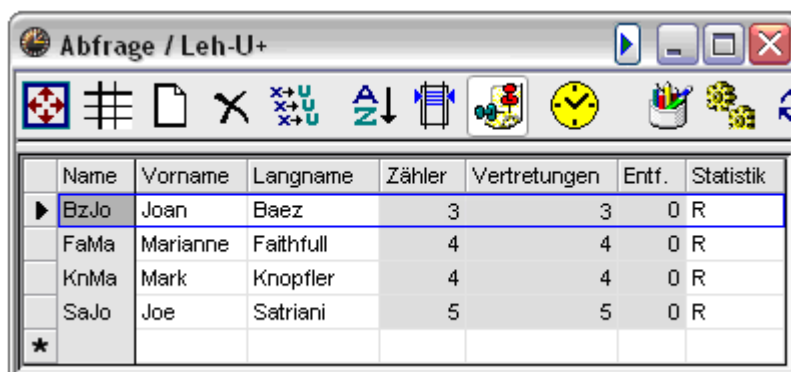 Abfrage / Leh-U+
Name Vorname Langname Zähler Vertretungen Entf. Statistik
BzJo Joan Baez 3 3 0 R
FaMa Marianne Faithfull 4 4 0 R
KnMa Mark Knopfler 4 4 0 R
SaJo Joe Satriani 5 5 0 R
*